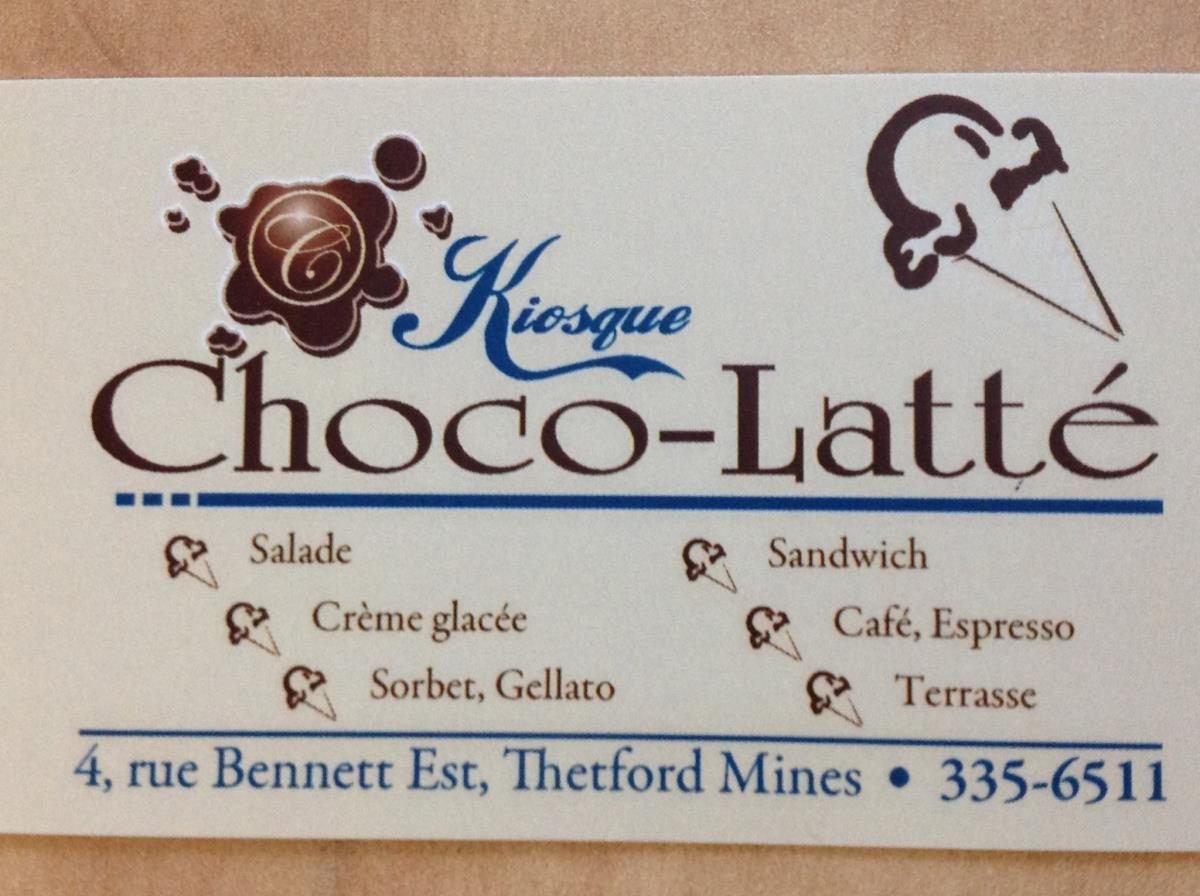 C
Kiosque
Choco-Latté
Salade
Sandwich
Crème glacée
Café, Espresso
Sorbet, Gellato
Terrasse
4, rue Bennett Est, Thetford Mines • 335-6511